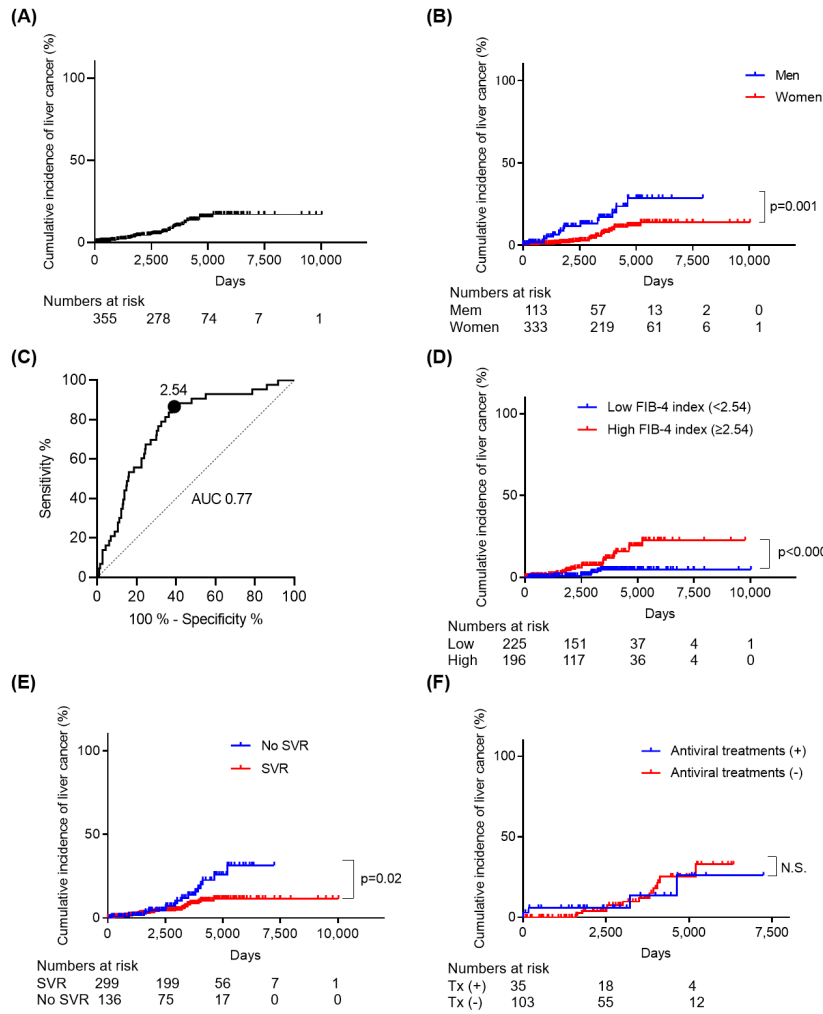 (A)
Cumulative incidence of liver cancer (%)
100
50
0
0 2,500 5,000 7,500 10,000
Days
Numbers at risk
355 278 74 7 1
(B)
Cumulative incidence of liver cancer (%)
Men
Women
100
50
0
p=0.001
0 2,500 5,000 7,500 10,000
Days
Numbers at risk
Mem 113 57 13 2 0
Women 333 219 61 6 1
(C)
Sensitivity %
100
80
60
40
20
0
2.54
AUC 0.77
0 20 40 60 80 100
100 % - Specificity %
(D)
Cumulative incidence of liver cancer (%)
Low FIB-4 index (<2.54)
High FIB-4 index (≥2.54)
100
50
0
p<0.000
0 2,500 5,000 7,500 10,000
Days
Numbers at risk
Low 225 151 37 4 1
High 196 117 36 4 0
(E)
Cumulative incidence of liver cancer (%)
No SVR
SVR
100
50
0
p=0.02
0 2,500 5,000 7,500 10,000
Days
Numbers at risk
SVR 299 199 56 7 1
No SVR 136 75 17 0 0
(F)
Cumulative incidence of liver cancer (%)
Antiviral treatments (+)
Antiviral treatments (-)
100
50
0
N.S.
0 2,500 5,000 7,500
Days
Numbers at risk
Tx (+) 35 18 4
Tx (-) 103 55 12